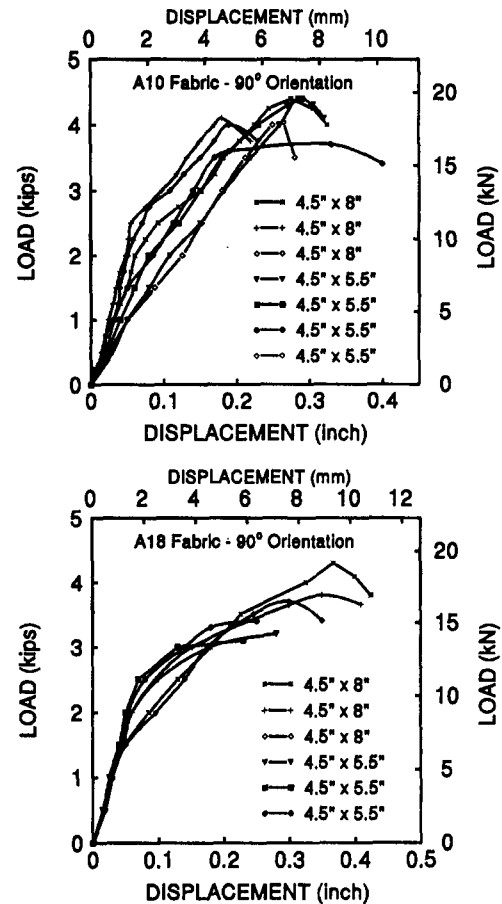 DISPLACEMENT (mm)
0 2 4 6 8 10
A10 Fabric - 90° Orientation
LOAD (kips)
5
4
3
2
1
0
LOAD (kN)
20
15
10
5
0
4.5" x 8"
4.5" x 8"
4.5" x 8"
4.5" x 5.5"
4.5" x 5.5"
4.5" x 5.5"
4.5" x 5.5"
0 0.1 0.2 0.3 0.4
DISPLACEMENT (inch)
DISPLACEMENT (mm)
0 2 4 6 8 10 12
A18 Fabric - 90° Orientation
LOAD (kips)
5
4
3
2
1
0
LOAD (kN)
20
15
10
5
0
4.5" x 8"
4.5" x 8"
4.5" x 8"
4.5" x 5.5"
4.5" x 5.5"
4.5" x 5.5"
0 0.1 0.2 0.3 0.4 0.5
DISPLACEMENT (inch)